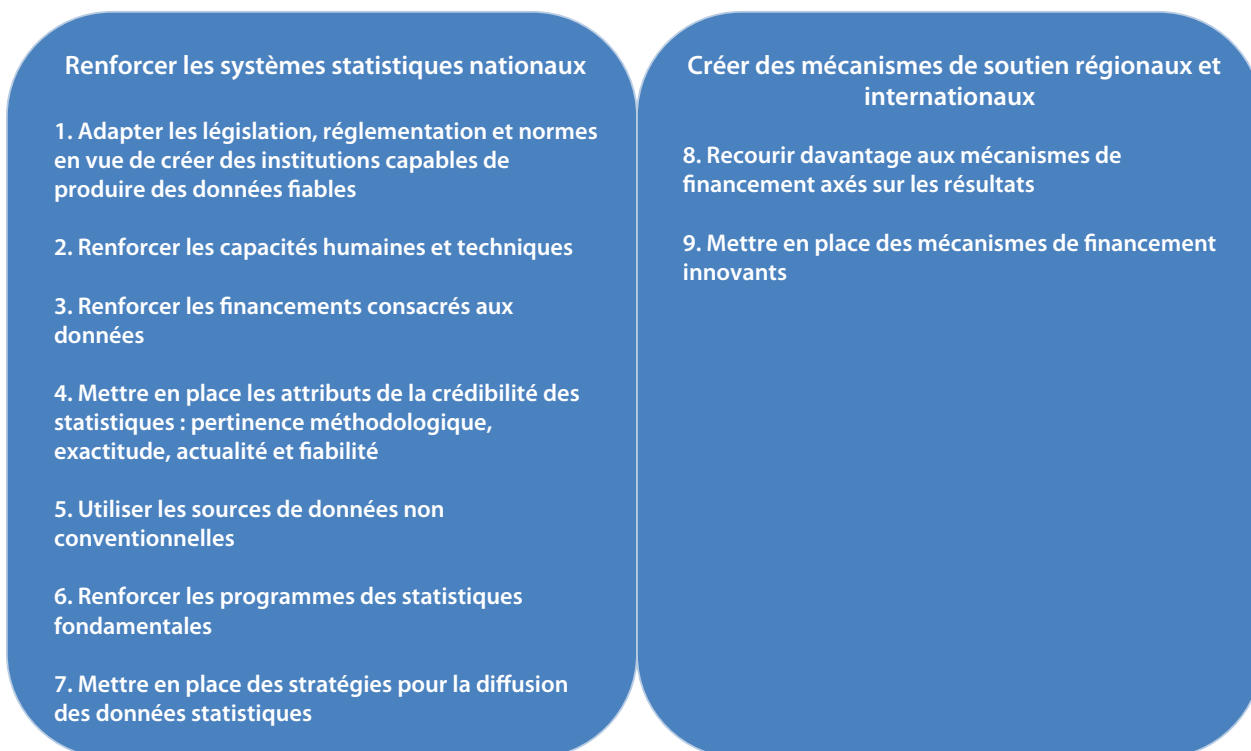 Renforcer les systèmes statistiques nationaux
1. Adapter les législation, réglementation et normes
en vue de créer des institutions capables de
produire des données fiables
2. Renforcer les capacités humaines et techniques
3. Renforcer les financements consacrés aux
données
4. Mettre en place les attributs de la crédibilité des
statistiques : pertinence méthodologique,
exactitude, actualité et fiabilité
5. Utiliser les sources de données non
conventionnelles
6. Renforcer les programmes des statistiques
fondamentales
7. Mettre en place des stratégies pour la diffusion
des données statistiques
Créer des mécanismes de soutien régionaux et
internationaux
8. Recourir davantage aux mécanismes de
financement axés sur les résultats
9. Mettre en place des mécanismes de financement
innovants